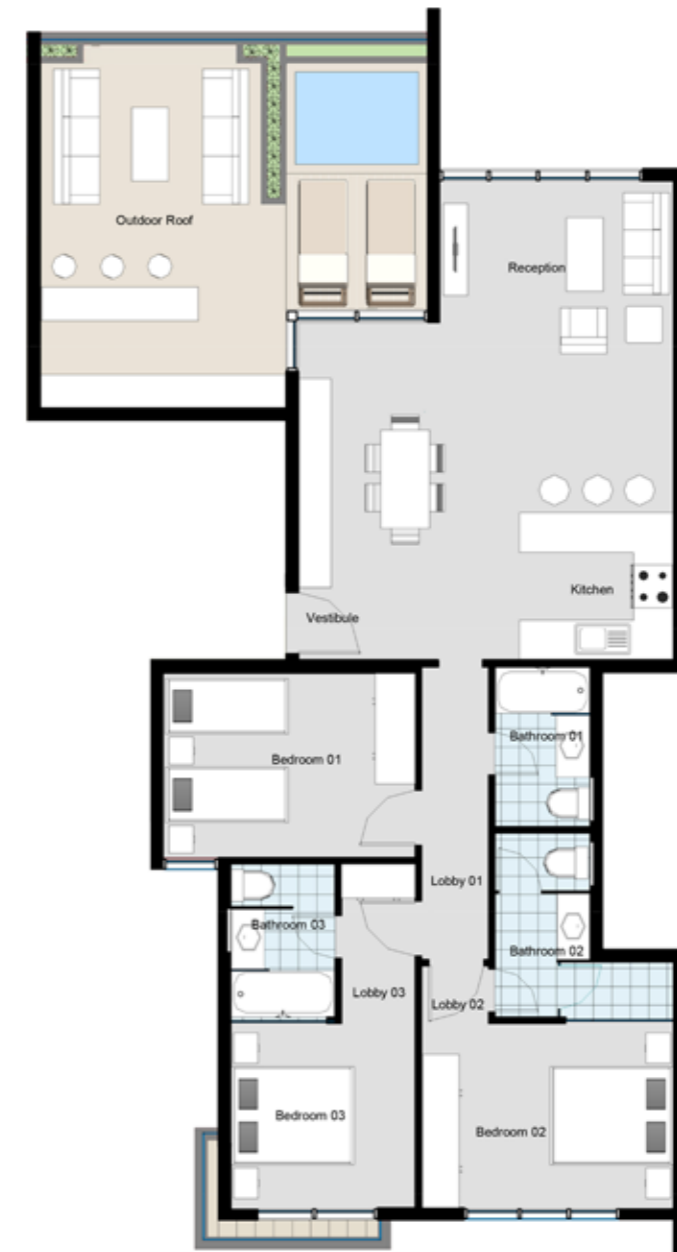 Outdoor Roof
Reception
Kitchen
Vestibule
Bathroom 01
Bedroom 01
Lobby 01
Bathroom 03
Bathroom 02
Lobby 03
Lobby 02
Bedroom 03
Bedroom 02